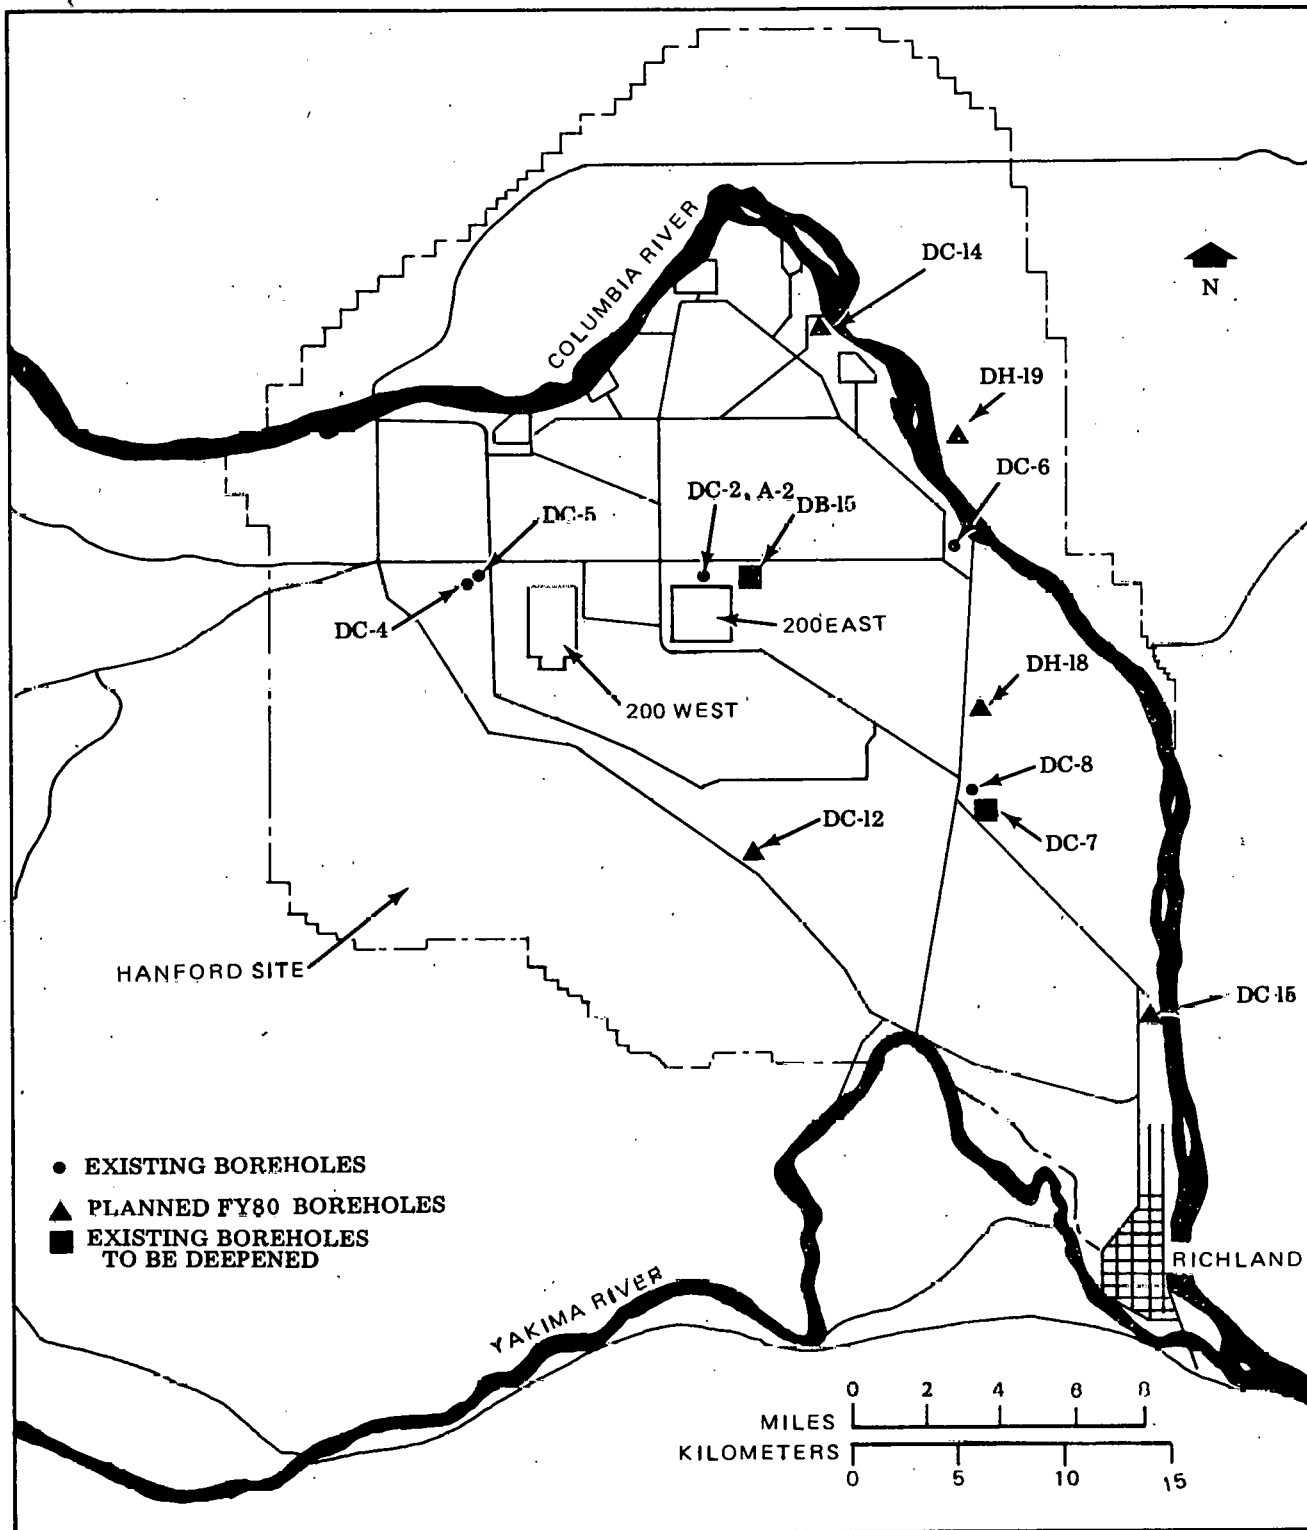 COLUMBIA RIVER
DC-14
N
DH-19
DC-6
DC-2, A-2
DB-15
DC-5
DC-4
200 EAST
200 WEST
DH-18
DC-8
DC-7
DC-12
HANFORD SITE
DC-15
EXISTING BOREHOLES
PLANNED FY80 BOREHOLES
EXISTING BOREHOLES
TO BE DEEPENED
RICHLAND
YAKIMA RIVER
0 2 4 6 8
MILES
KILOMETERS
0 5 10 15